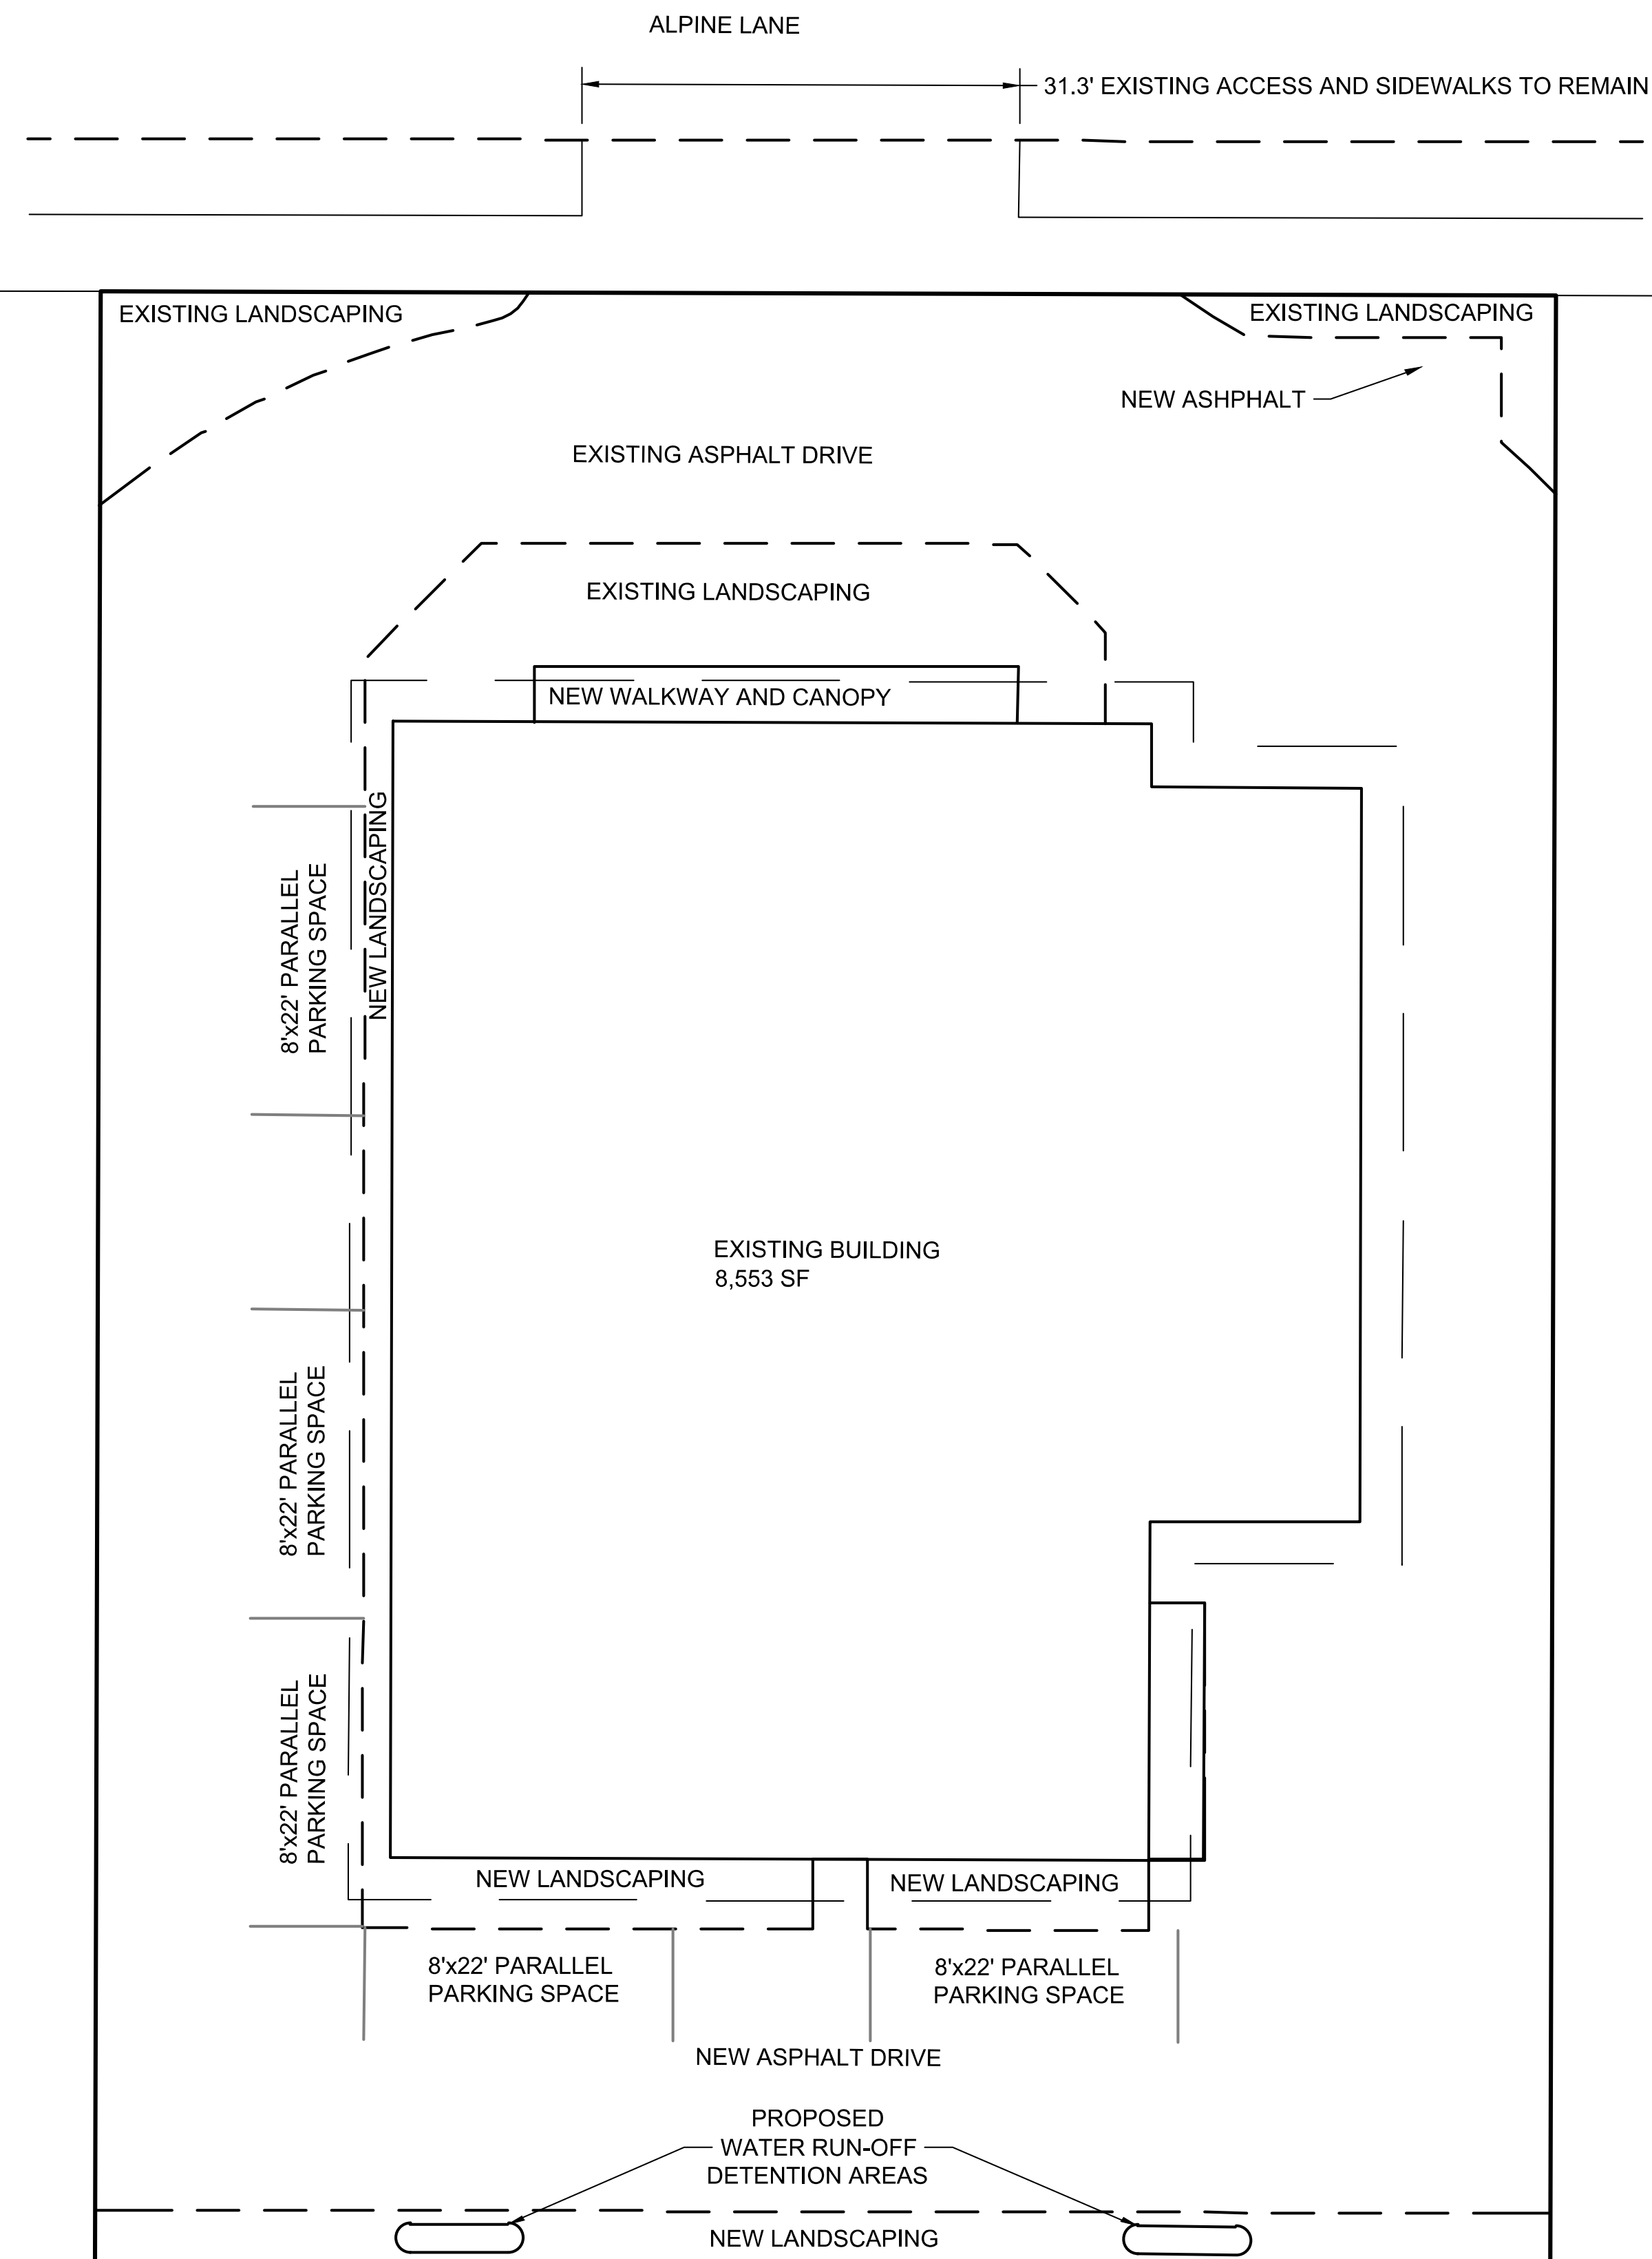 ALPINE LANE
31.3' EXISTING ACCESS AND SIDEWALKS TO REMAIN
EXISTING LANDSCAPING
EXISTING LANDSCAPING
NEW ASHPHALT
EXISTING ASPHALT DRIVE
EXISTING LANDSCAPING
NEW WALKWAY AND CANOPY
NEW LANDSCAPING
8'x22' PARALLEL
PARKING SPACE
EXISTING BUILDING
8,553 SF
8'x22' PARALLEL
PARKING SPACE
8'x22' PARALLEL
PARKING SPACE
NEW LANDSCAPING
NEW LANDSCAPING
8'x22' PARALLEL
PARKING SPACE
8'x22' PARALLEL
PARKING SPACE
NEW ASPHALT DRIVE
PROPOSED
WATER RUN-OFF
DETENTION AREAS
NEW LANDSCAPING